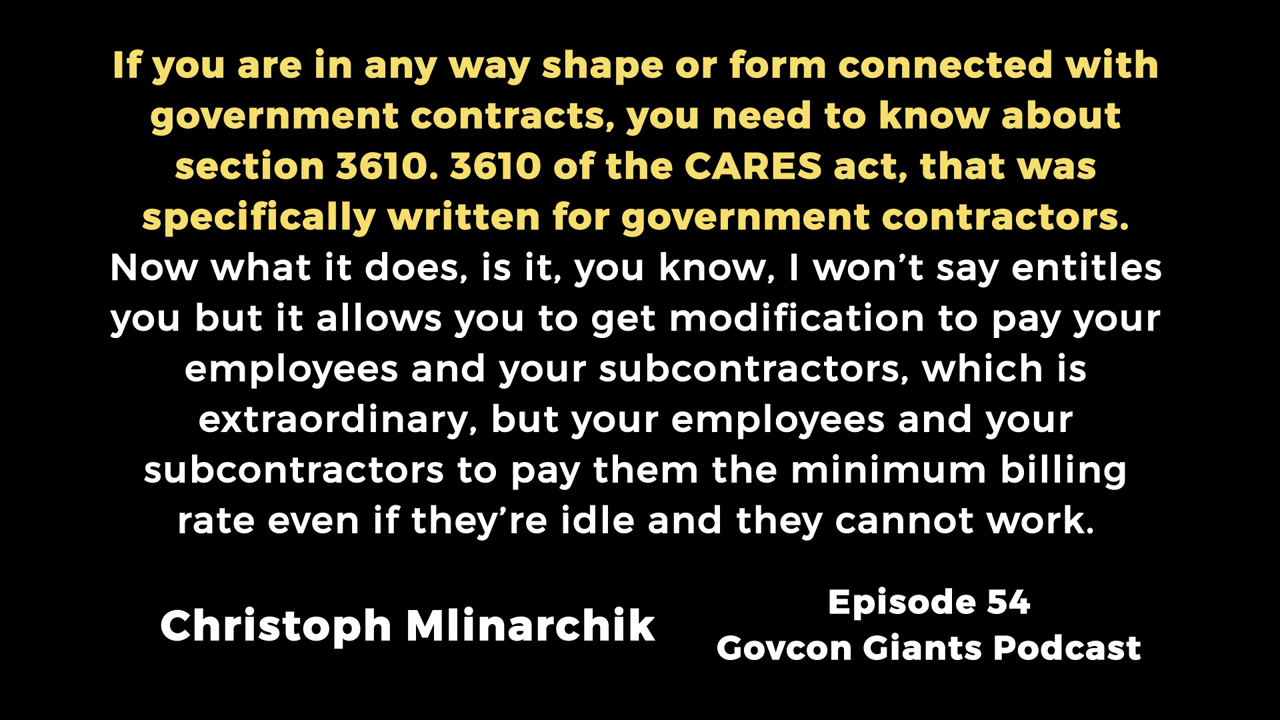 If you are in any way shape or form connected with
government contracts, you need to know about
section 3610. 3610 of the CARES act, that was
specifically written for government contractors.
Now what it does, is it, you know, I won’t say entitles
you but it allows you to get modification to pay your
employees and your subcontractors, which is
extraordinary, but your employees and your
subcontractors to pay them the minimum billing
rate even if they’re idle and they cannot work.
Christoph Mlinarchik
Episode 54
Govcon Giants Podcast